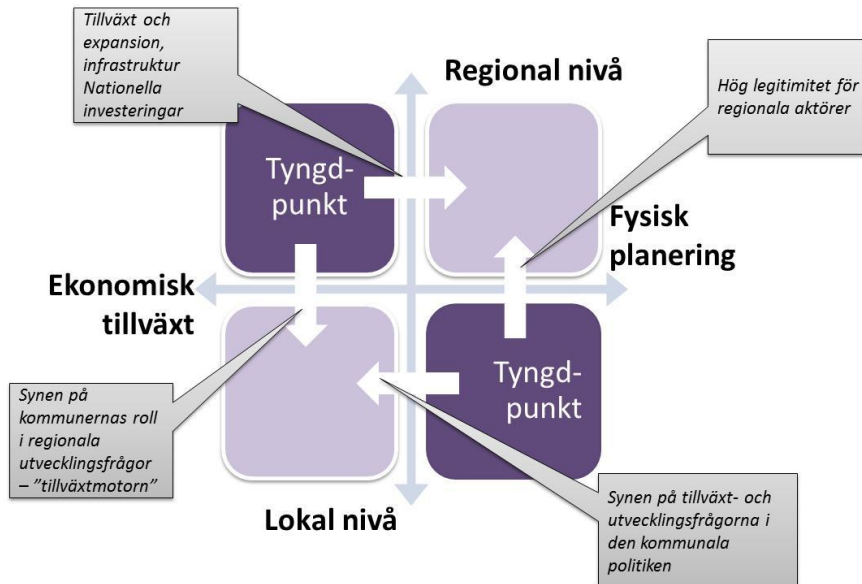 Tillväxt och
expansion,
infrastruktur
Nationella
investeringar
Regional nivå
Hög legitimitet för
regionala aktörer
Tyngd-
punkt
Fysisk
planering
Ekonomisk
tillväxt
Tyngd-
punkt
Synen på
kommunernas roll
i regionala
utvecklingsfrågor
– ”tillväxtmotorn”
Lokal nivå
Synen på tillväxt- och
utvecklingsfrågorna i
den kommunala
politiken